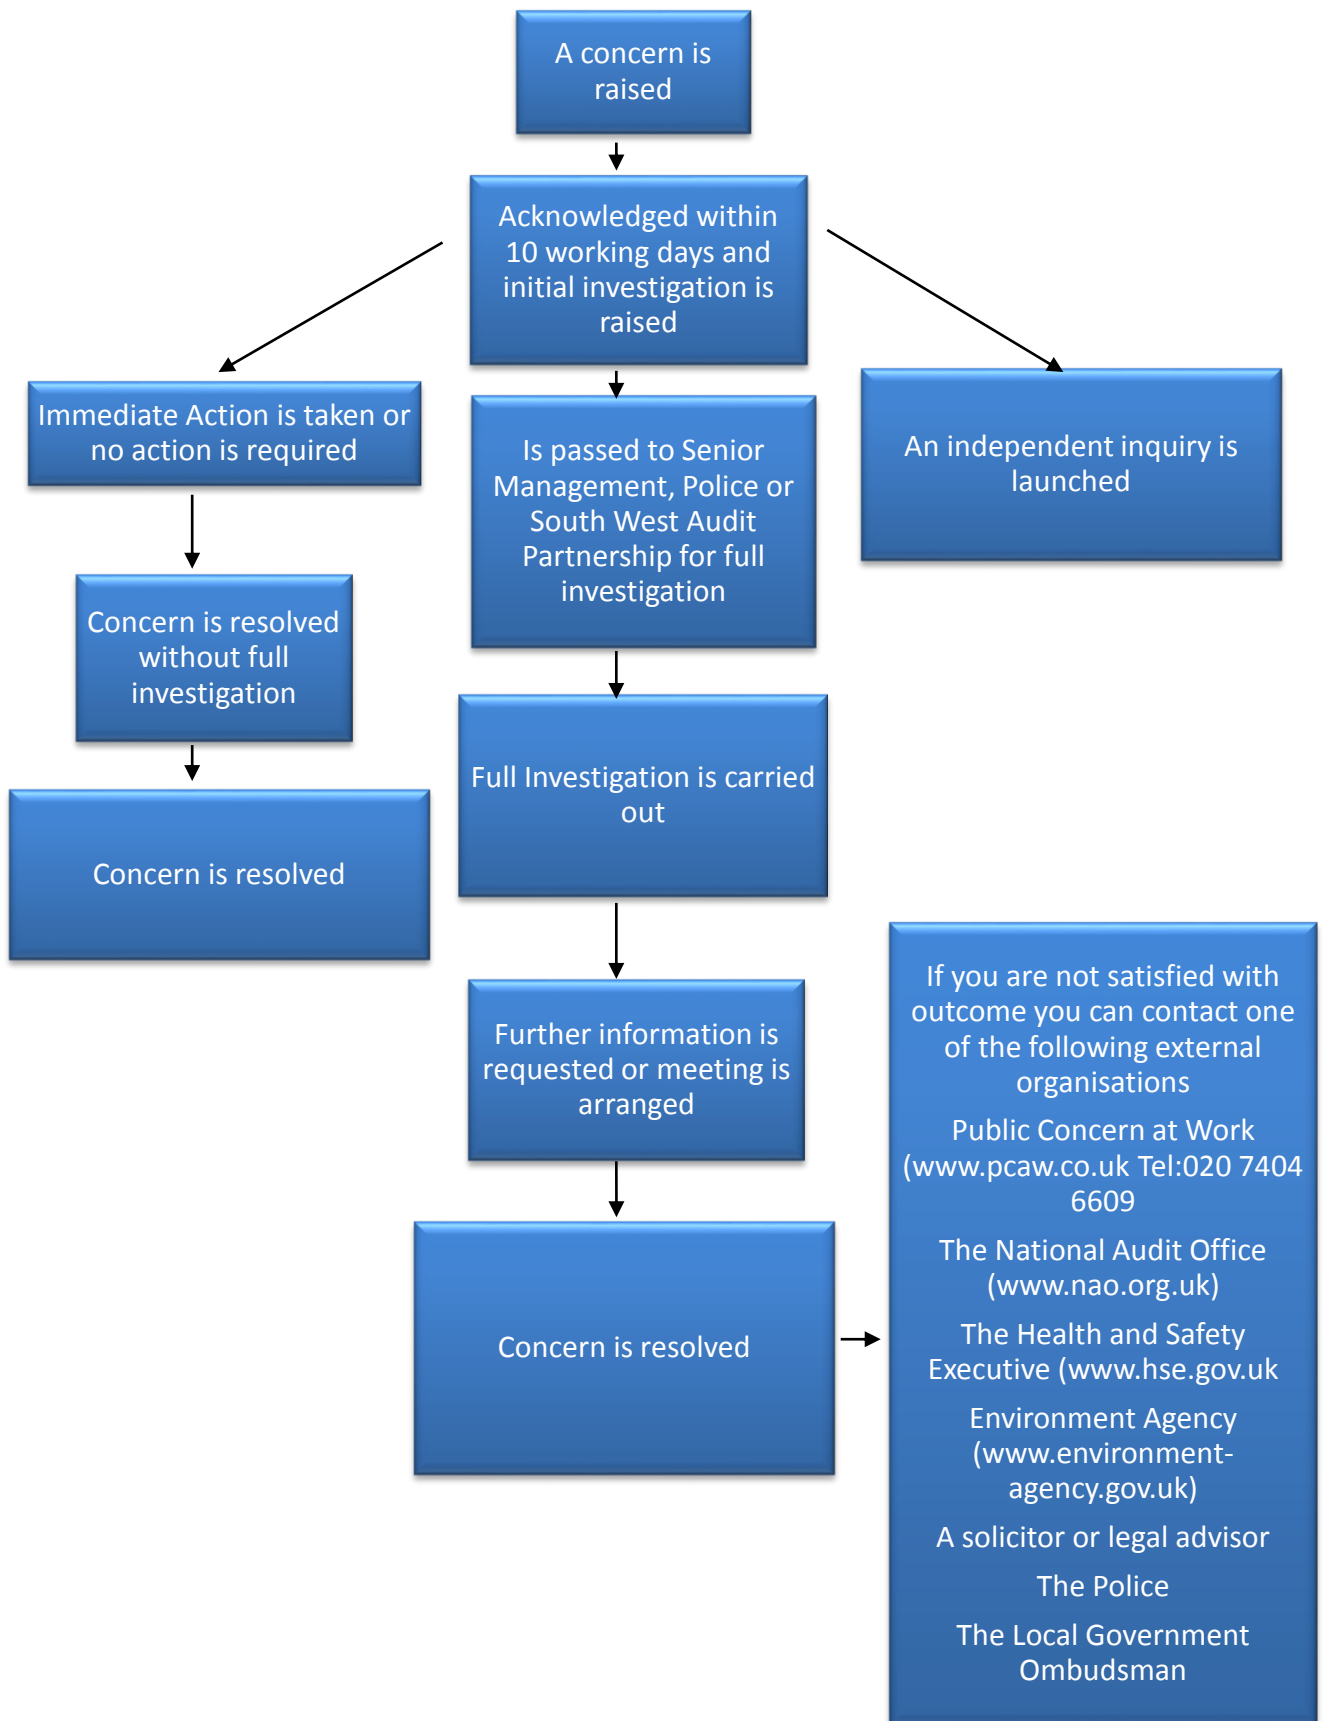 A concern is
raised
Acknowledged within
10 working days and
initial investigation is
raised
Immediate Action is taken or
no action is required
Is passed to Senior
Management, Police or
South West Audit
Partnership for full
investigation
An independent inquiry is
launched
Concern is resolved
without full
investigation
Concern is resolved
Full Investigation is carried
out
Further information is
requested or meeting is
arranged
Concern is resolved
If you are not satisfied with
outcome you can contact one
of the following external
organisations
Public Concern at Work
(www.pcaw.co.uk Tel:020 7404
6609
The National Audit Office
(www.nao.org.uk)
The Health and Safety
Executive (www.hse.gov.uk
Environment Agency
(www.environment-
agency.gov.uk)
A solicitor or legal advisor
The Police
The Local Government
Ombudsman